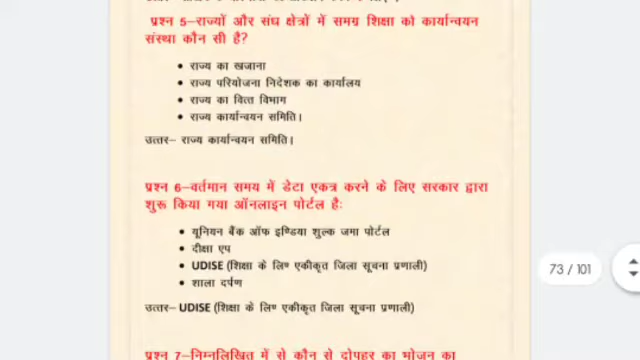 प्रश्न 5–राज्यों और संघ क्षेत्रों में समग्र शिक्षा को कार्यान्वयन
संस्था कौन सी है?
• राज्य का खजाना
• राज्य परियोजना निदेशक का कार्यालय
• राज्य का वित्त विभाग
• राज्य कार्यान्वयन समिति।
उत्तर– राज्य कार्यान्वयन समिति।
प्रश्न 6–वर्तमान समय में डेटा एकत्र करने के लिए सरकार द्वारा
शुरू किया गया ऑनलाइन पोर्टल हैः
• यूनियन बैंक ऑफ इण्डिया शुल्क जमा पोर्टल
• दीक्षा एप
• UDISE (शिक्षा के लिए एकीकृत जिला सूचना प्रणाली)
• शाला दर्पण
73 / 101
उत्तर– UDISE (शिक्षा के लिए एकीकृत जिला सूचना प्रणाली)
प्रश्न 7–निम्नलिखित में से कौन से दोपहर का भोजन का